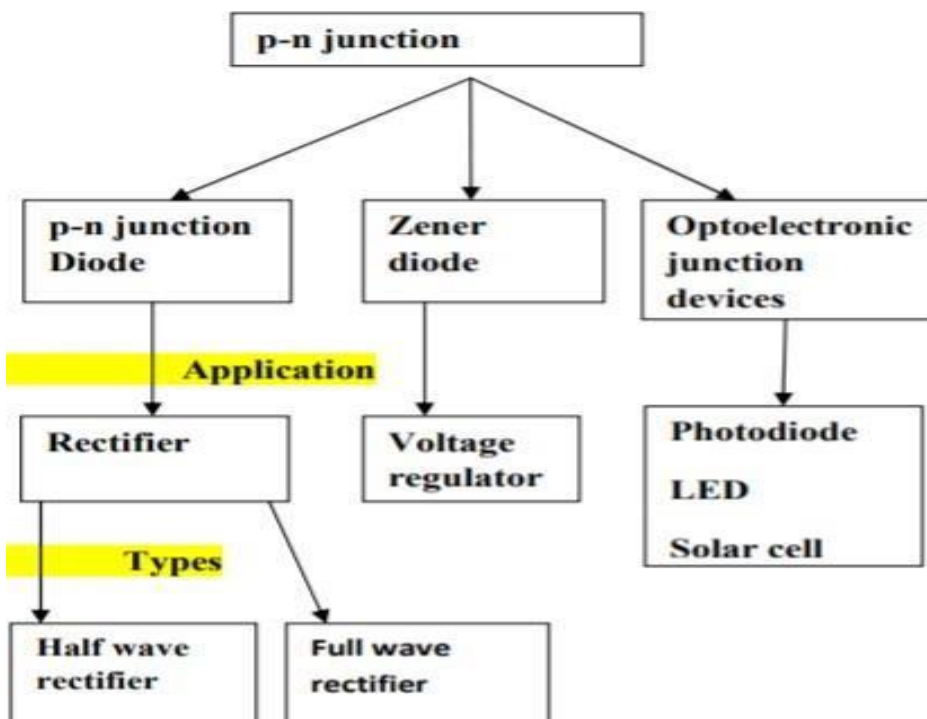 p-n junction
p-n junction
Diode
Zener
diode
Optoelectronic
junction
devices
Application
Rectifier
Voltage
regulator
Photodiode
LED
Solar cell
Types
Half wave
rectifier
Full wave
rectifier